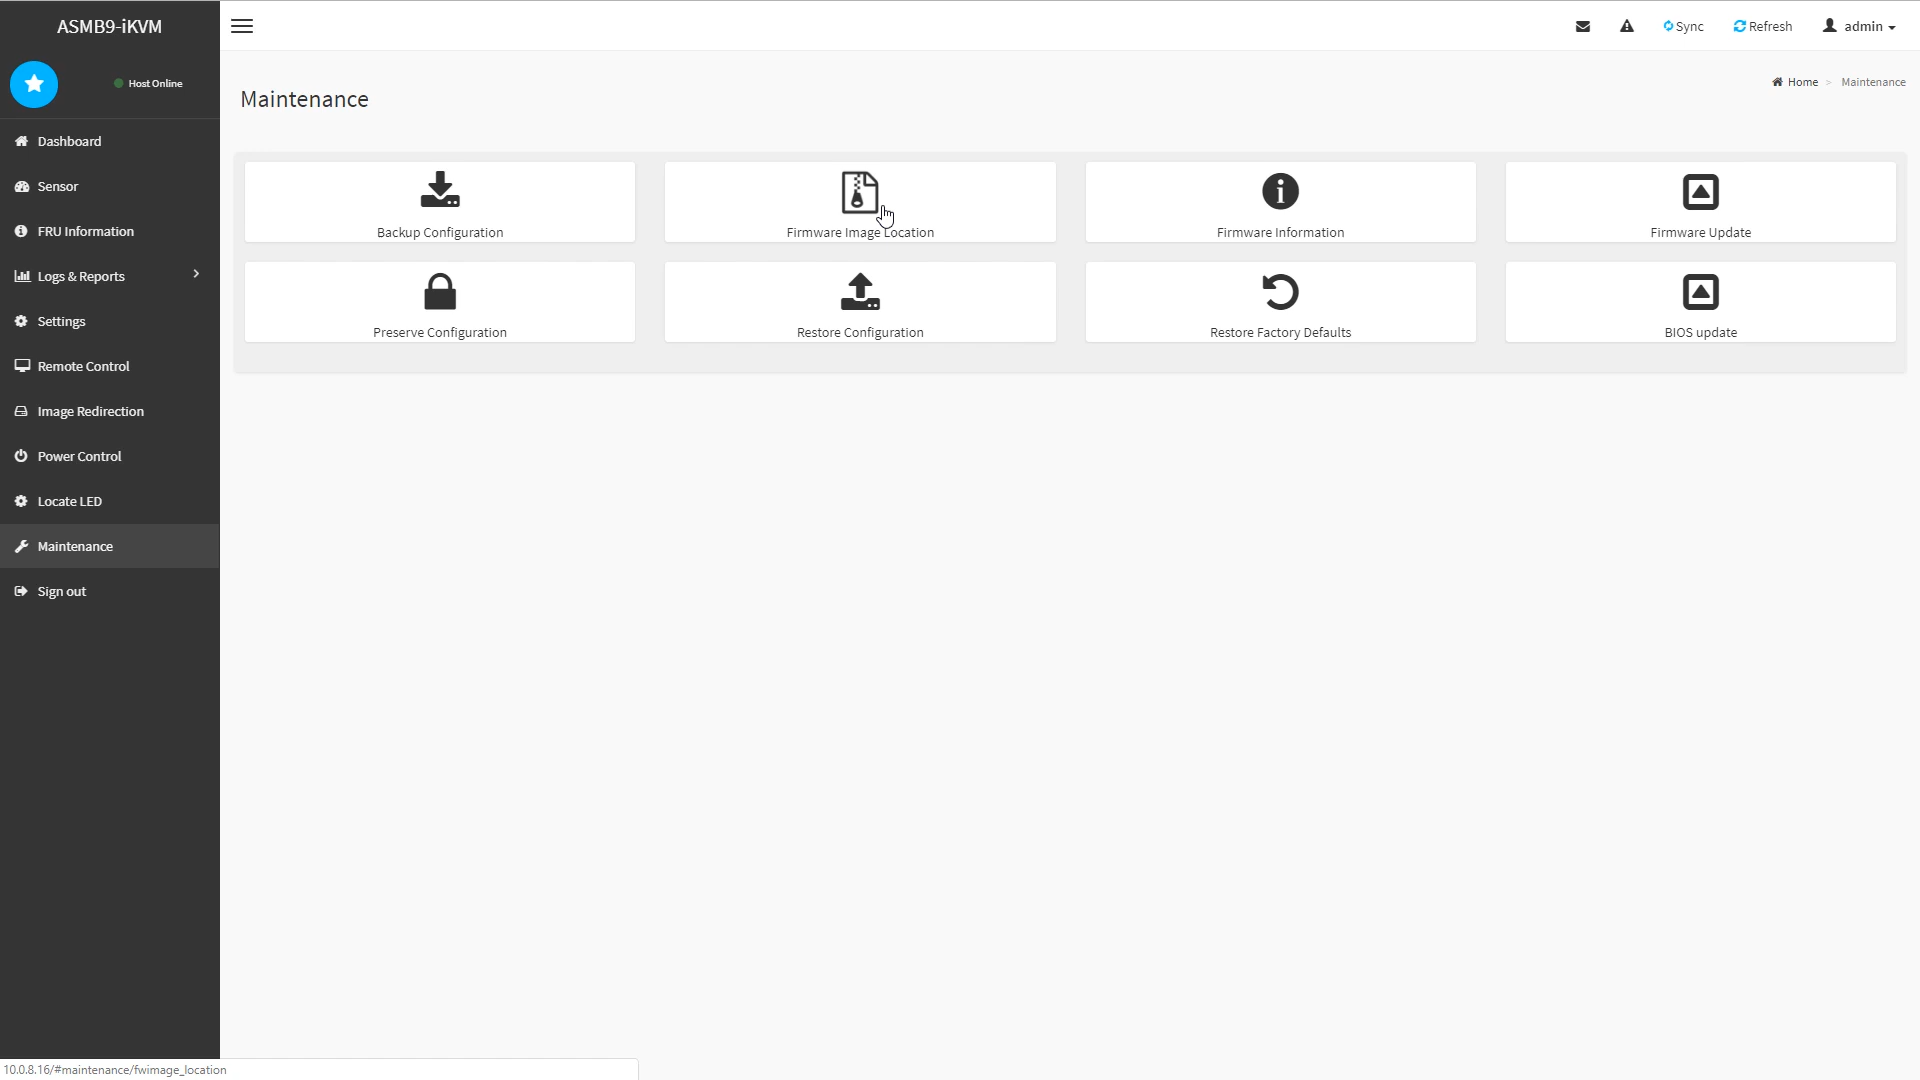 ASMB9-iKVM
Host Online
Dashboard
Sensor
FRU Information
Logs & Reports
Settings
Remote Control
Image Redirection
Power Control
Locate LED
Maintenance
Sign out
Sync
Refresh
admin
Maintenance
Home > Maintenance
Backup Configuration
Firmware Image Location
Firmware Information
Firmware Update
Preserve Configuration
Restore Configuration
Restore Factory Defaults
BIOS update
10.0.8.16/#maintenance/fwimage_location